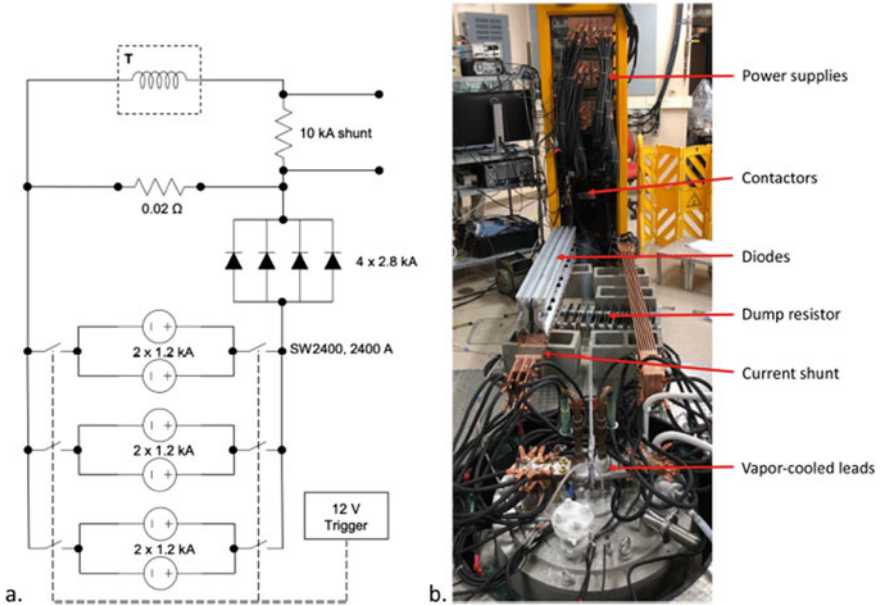 T
10 kA shunt
0.02 Ω
4 x 2.8 kA
2 x 1.2 kA
SW2400, 2400 A
2 x 1.2 kA
2 x 1.2 kA
12 V
Trigger
a.
Power supplies
Contactors
Diodes
Dump resistor
Current shunt
Vapor-cooled leads
b.